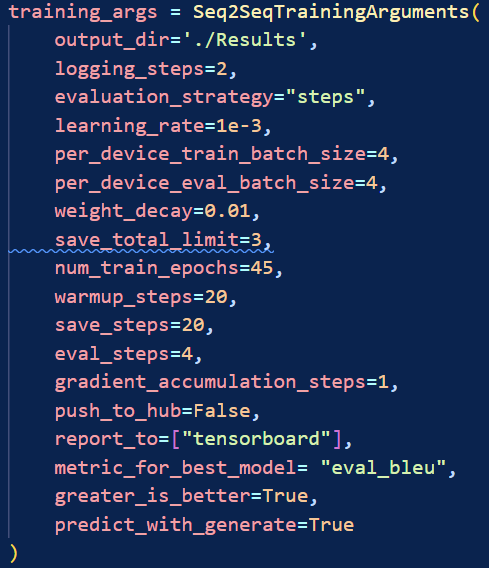 training_args = Seq2SeqTrainingArguments(
    output_dir='./Results',
    logging_steps=2,
    evaluation_strategy="steps",
    learning_rate=1e-3,
    per_device_train_batch_size=4,
    per_device_eval_batch_size=4,
    weight_decay=0.01,
    save_total_limit=3,
    num_train_epochs=45,
    warmup_steps=20,
    save_steps=20,
    eval_steps=4,
    gradient_accumulation_steps=1,
    push_to_hub=False,
    report_to=["tensorboard"],
    metric_for_best_model= "eval_bleu",
    greater_is_better=True,
    predict_with_generate=True
)